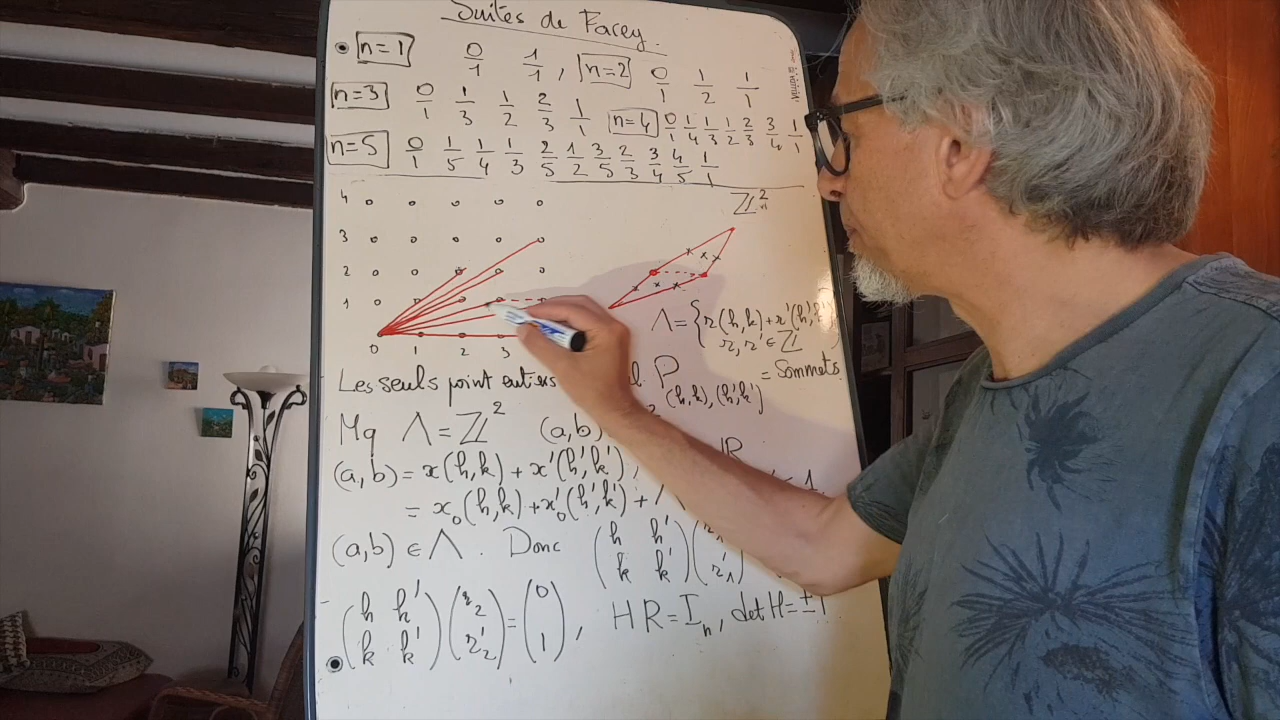 Suites de Farey.
n=1 0/1 1/1, n=2 0/1 1/2 1/1
n=3 0/1 1/3 1/2 2/3 1/1 n=4 0/1 1/4 1/3 1/2 2/3 3/4 1/1
n=5 0/1 1/5 1/4 1/3 2/5 1/2 3/5 2/3 3/4 4/5 1/1
4
ℤ²
3
2
1
0 1 2 3
Λ = {r(h,k)+r'(h',k')
r, r' ∈ ℤ}
Les seuls point entiers P(h,k),(h',k') = Sommets.
Mq Λ = ℤ² (a,b)
(a,b) = x(h,k) + x'(h',k'),
= x₀(h,k) + x'₀(h',k') +
(a,b) ∈ Λ. Donc (h h' k k')
(h h' k k')(r₂ r'₂) = (0 1), HR = Iₙ, det H = ±1